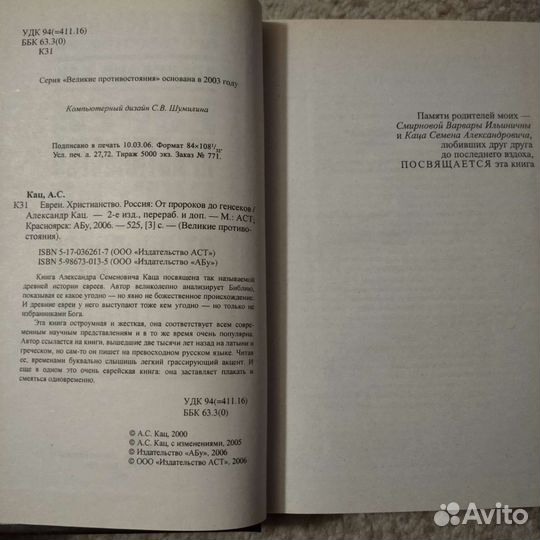 УДК 94(=411.16)
ББК 63.3(0)
К31
Серия «Великие противостояния» основана в 2003 году
Компьютерный дизайн С.В. Шумилина
Подписано в печать 10.03.06. Формат 84×108¹/₃₂.
Усл. печ. л. 27,72. Тираж 5000 экз. Заказ № 771.
Кац, А.С.
К31 Евреи. Христианство. Россия: От пророков до генсеков /
Александр Кац. — 2-е изд., перераб. и доп. — М.: АСТ;
Красноярск: АБу, 2006. — 525, [3] с. — (Великие противо-
стояния).
ISBN 5-17-036261-7 (ООО «Издательство АСТ»)
ISBN 5-98673-013-5 (ООО «Издательство «АБу»)
Книга Александра Семеновича Каца посвящена так называемой
древней истории евреев. Автор великолепно анализирует Библию,
показывая ее какое угодно — но явно не божественное происхождение.
И древние евреи у него выступают тоже кем угодно — но только не
избранниками Бога.
Эта книга остроумная и жесткая, она соответствует всем совре-
менным научным представлениям и в то же время очень популярна.
Автор ссылается на книги, вышедшие две тысячи лет назад на латыни и
греческом, но сам-то он пишет на превосходном русском языке. Читая
ее, временами буквально слышишь легкий грассирующий акцент. И
еще в одном это очень еврейская книга: она заставляет плакать и
смеяться одновременно.
УДК 94(=411.16)
ББК 63.3(0)
© А.С. Кац, 2000
© А.С. Кац, с изменениями, 2005
© Издательство «АБу», 2006
© ООО «Издательство АСТ», 2006
Памяти родителей моих —
Смирновой Варвары Ильиничны
и Каца Семена Александровича,
любивших друг друга
до последнего вздоха,
ПОСВЯЩАЕТСЯ эта книга
Avito